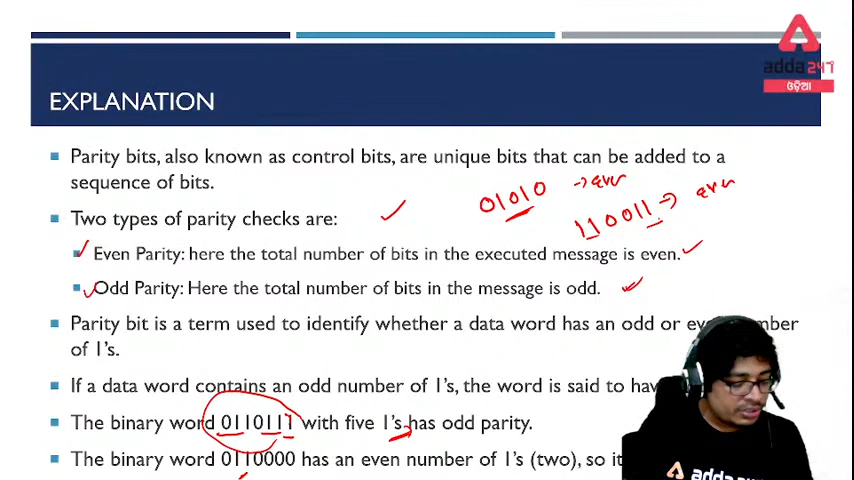 adda247
ଓଡ଼ିଆ
EXPLANATION
Parity bits, also known as control bits, are unique bits that can be added to a
sequence of bits.
01010 → even
Two types of parity checks are:
110011 → even
Even Parity: here the total number of bits in the executed message is even.
Odd Parity: Here the total number of bits in the message is odd.
Parity bit is a term used to identify whether a data word has an odd or even number
of 1's.
If a data word contains an odd number of 1's, the word is said to have
The binary word 0110111 with five 1's has odd parity.
The binary word 0110000 has an even number of 1's (two), so it
adda